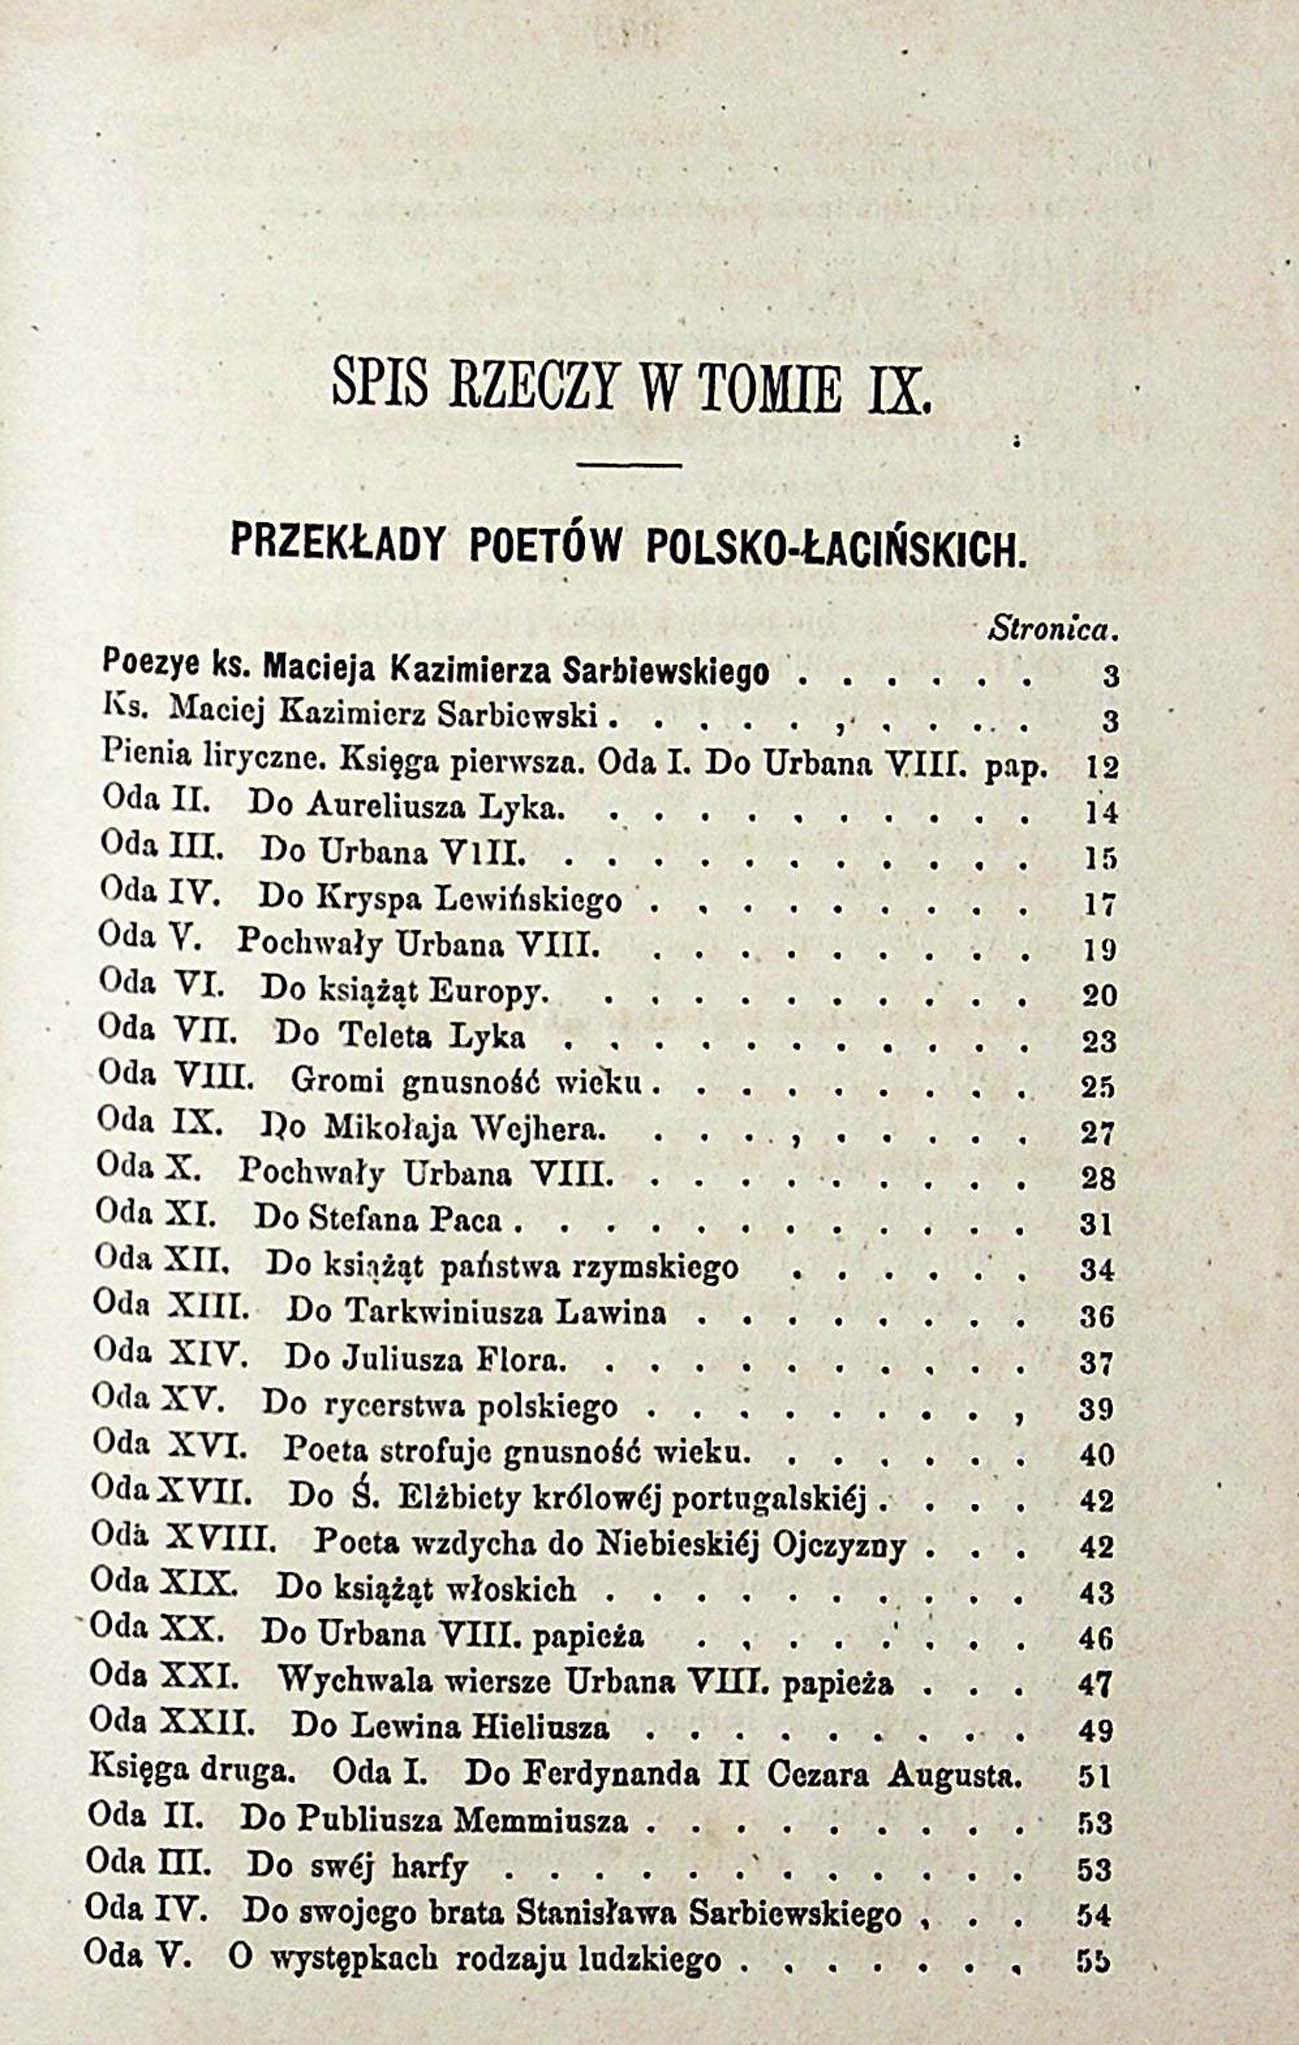 SPIS RZECZY W TOMIE IX.
PRZEKŁADY POETÓW POLSKO-ŁACIŃSKICH.
Stronica.
Poezye ks. Macieja Kazimierza Sarbiewskiego . . . . . . 3
Ks. Maciej Kazimierz Sarbiewski . . . . . , . . . . 3
Pienia liryczne. Księga pierwsza. Oda I. Do Urbana VIII. pap. 12
Oda II. Do Aureliusza Lyka. . . . . . . . . . . 14
Oda III. Do Urbana VIII. . . . . . . . . . . . 15
Oda IV. Do Kryspa Lewińskiego . . . . . . . . . 17
Oda V. Pochwały Urbana VIII. . . . . . . . . . 19
Oda VI. Do książąt Europy. . . . . . . . . . . 20
Oda VII. Do Teleta Lyka . . . . . . . . . . . 23
Oda VIII. Gromi gnusność wieku . . . . . . . . . 25
Oda IX. Do Mikołaja Wejhera. . . . . , . . . . . 27
Oda X. Pochwały Urbana VIII. . . . . . . . . . 28
Oda XI. Do Stefana Paca . . . . . . . . . . . . 31
Oda XII. Do książąt państwa rzymskiego . . . . . . 34
Oda XIII. Do Tarkwiniusza Lawina . . . . . . . . 36
Oda XIV. Do Juliusza Flora. . . . . . . . . . . 37
Oda XV. Do rycerstwa polskiego . . . . . . . . , 39
Oda XVI. Poeta strofuje gnusność wieku. . . . . . . 40
Oda XVII. Do Ś. Elżbiety królowéj portugalskiéj . . . . 42
Oda XVIII. Poeta wzdycha do Niebieskiéj Ojczyzny . . . 42
Oda XIX. Do książąt włoskich . . . . . . . . . . 43
Oda XX. Do Urbana VIII. papieża . . . . . . . . 46
Oda XXI. Wychwala wiersze Urbana VIII. papieża . . . 47
Oda XXII. Do Lewina Hieliusza . . . . . . . . . 49
Księga druga. Oda I. Do Ferdynanda II Cezara Augusta. 51
Oda II. Do Publiusza Memmiusza . . . . . . . . . 53
Oda III. Do swéj harfy . . . . . . . . . . . . 53
Oda IV. Do swojego brata Stanisława Sarbiewskiego . . . 54
Oda V. O występkach rodzaju ludzkiego . . . . . . . 55